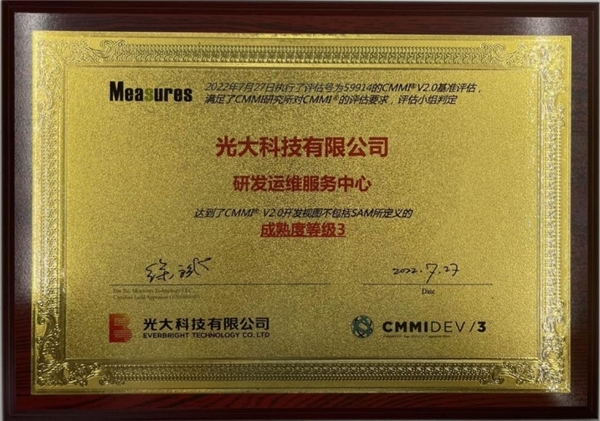 Measures
2022年7月27日执行了评估号为59914的CMMI® V2.0基准评估，
满足了CMMI研究所对CMMI®的评估要求，评估小组判定
光大科技有限公司
研发运维服务中心
达到了CMMI® V2.0开发视图不包括SAM所定义的
成熟度等级3
2022.7.27
Date
光大科技有限公司
EVERBRIGHT TECHNOLOGY CO. LTD
CMMIDEV/3